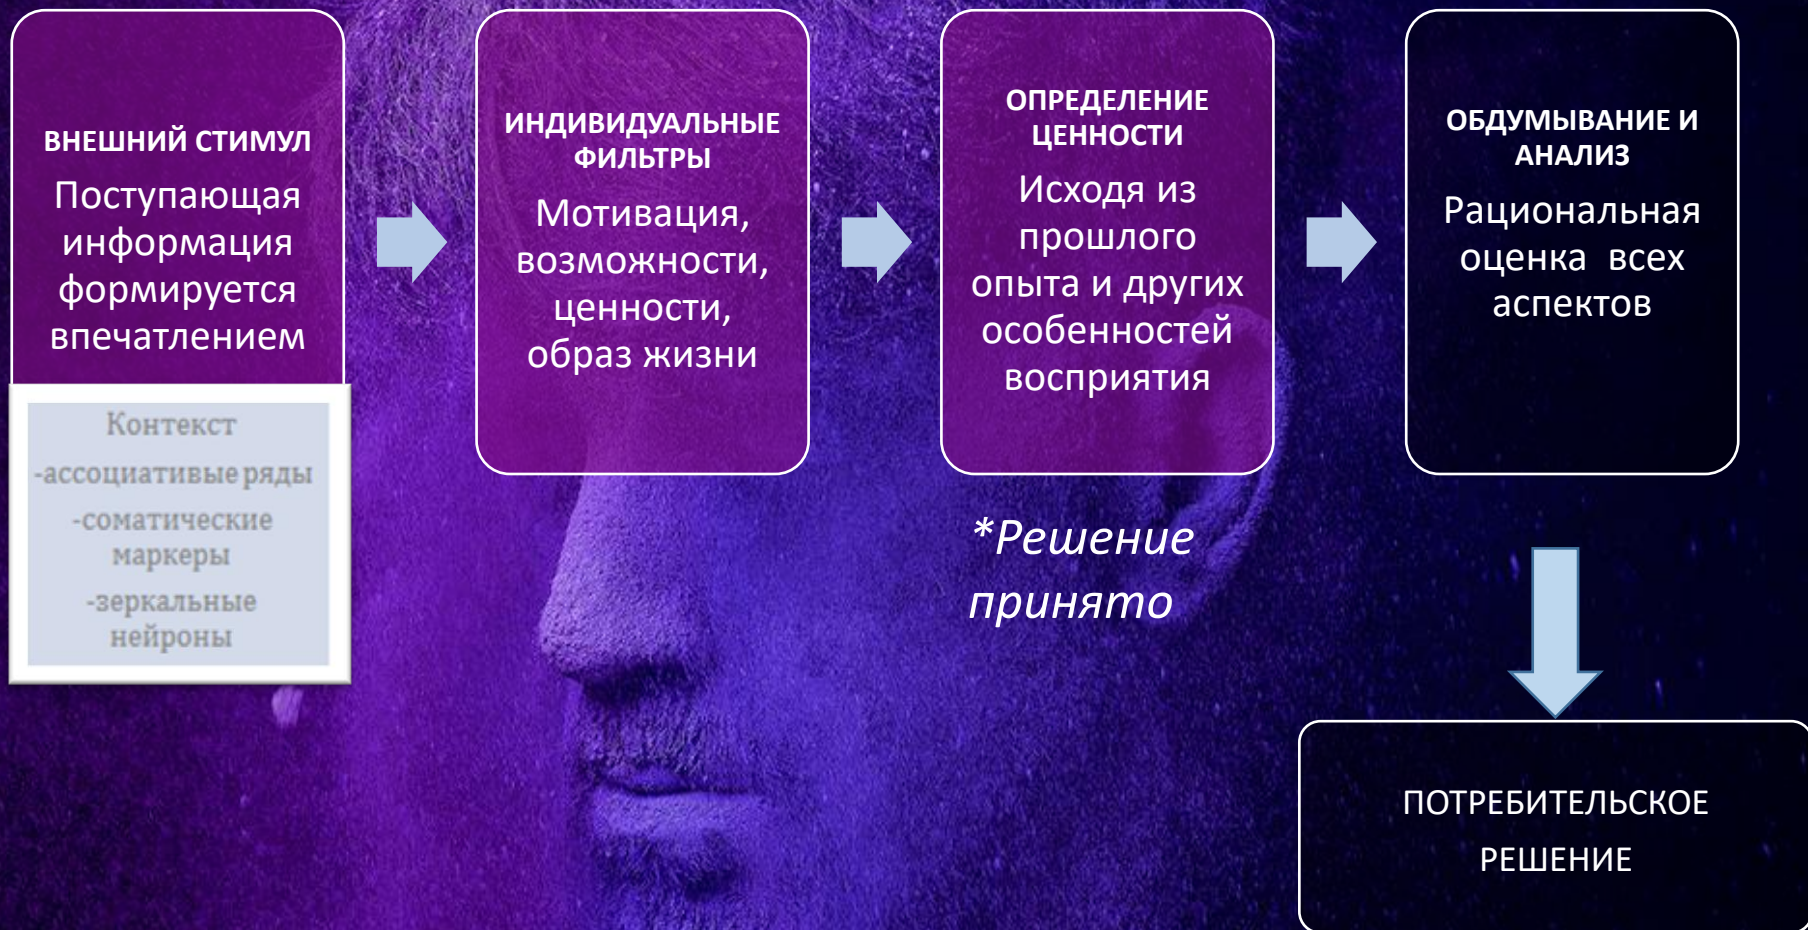 ВНЕШНИЙ СТИМУЛ
Поступающая
информация
формируется
впечатлением
Контекст
-ассоциативые ряды
-соматические
маркеры
-зеркальные
нейроны
ИНДИВИДУАЛЬНЫЕ
ФИЛЬТРЫ
Мотивация,
возможности,
ценности,
образ жизни
ОПРЕДЕЛЕНИЕ
ЦЕННОСТИ
Исходя из
прошлого
опыта и других
особенностей
восприятия
*Решение
принято
ОБДУМЫВАНИЕ И
АНАЛИЗ
Рациональная
оценка всех
аспектов
ПОТРЕБИТЕЛЬСКОЕ
РЕШЕНИЕ